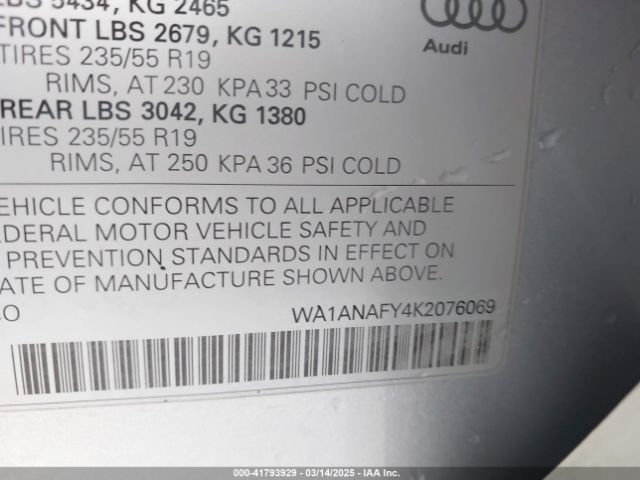 LBS 5434, KG 2465
FRONT LBS 2679, KG 1215
TIRES 235/55 R19
RIMS, AT 230 KPA 33 PSI COLD
REAR LBS 3042, KG 1380
TIRES 235/55 R19
RIMS, AT 250 KPA 36 PSI COLD
Audi
EHICLE CONFORMS TO ALL APPLICABLE
EDERAL MOTOR VEHICLE SAFETY AND
PREVENTION STANDARDS IN EFFECT ON
ATE OF MANUFACTURE SHOWN ABOVE.
WA1ANAFY4K2076069
000-41793929 - 03/14/2025 - IAA Inc.